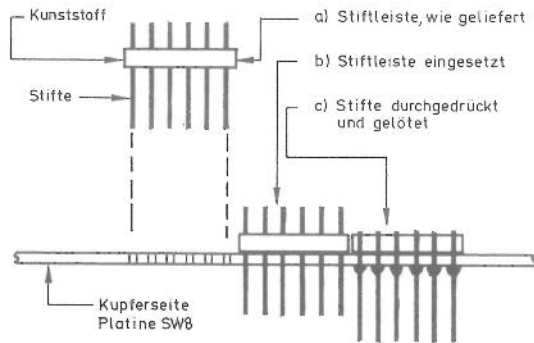 Kunststoff
a) Stiftleiste, wie geliefert
b) Stiftleiste eingesetzt
Stifte
c) Stifte durchgedrückt
und gelötet
Kupferseite
Platine SW8